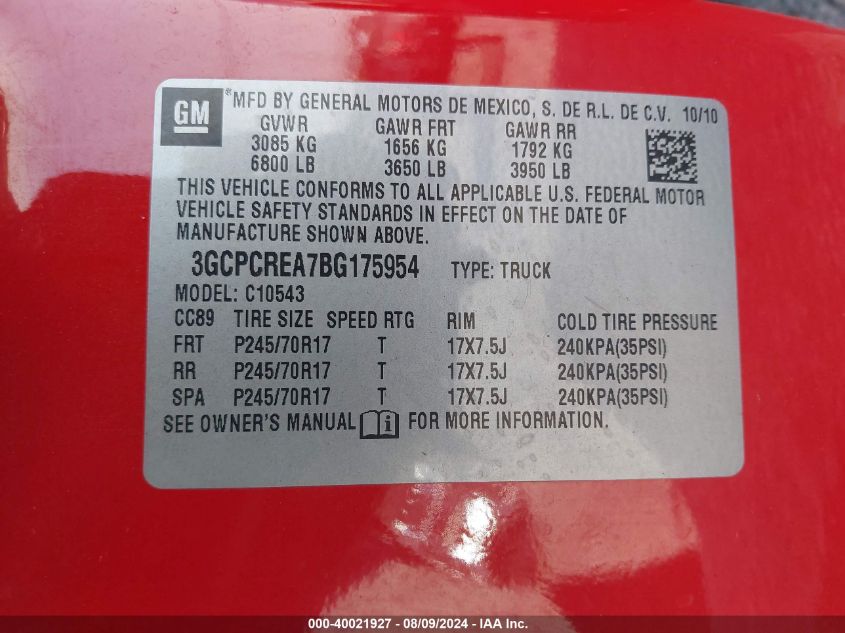 GM
*MFD BY GENERAL MOTORS DE MEXICO, S. DE R.L. DE C.V. 10/10
GVWR GAWR FRT GAWR RR
3085 KG 1656 KG 1792 KG
6800 LB 3650 LB 3950 LB
THIS VEHICLE CONFORMS TO ALL APPLICABLE U.S. FEDERAL MOTOR
VEHICLE SAFETY STANDARDS IN EFFECT ON THE DATE OF
MANUFACTURE SHOWN ABOVE.
3GCPCREA7BG175954 TYPE: TRUCK
MODEL: C10543
CC89 TIRE SIZE SPEED RTG RIM COLD TIRE PRESSURE
FRT P245/70R17 T 17X7.5J 240KPA(35PSI)
RR P245/70R17 T 17X7.5J 240KPA(35PSI)
SPA P245/70R17 T 17X7.5J 240KPA(35PSI)
SEE OWNER'S MANUAL i FOR MORE INFORMATION.
000-40021927 - 08/09/2024 - IAA Inc.